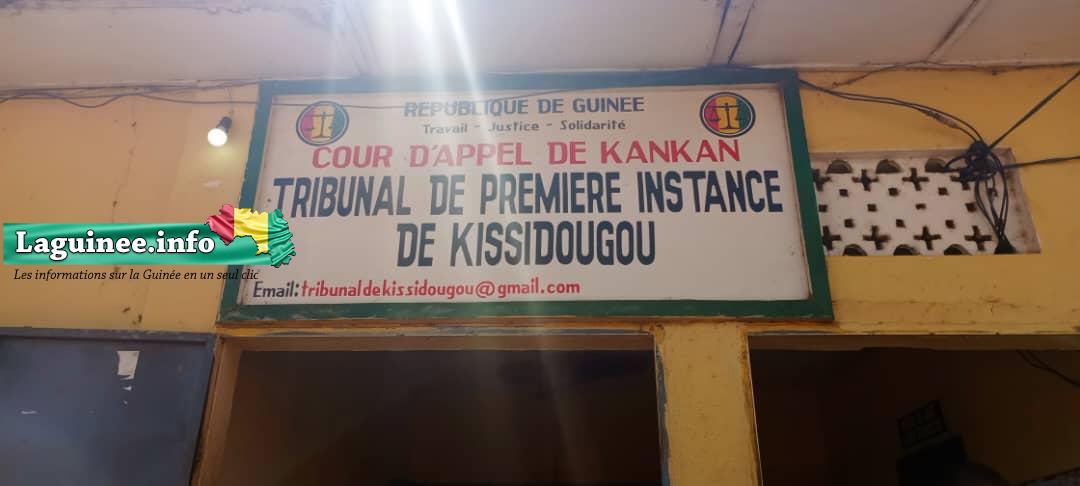 REPUBLIQUE DE GUINEE
Travail - Justice - Solidarité
COUR D'APPEL DE KANKAN
TRIBUNAL DE PREMIERE INSTANCE
DE KISSIDOUGOU
Email: tribunaldekissidougou@gmail.com
Laguinee.info
Les informations sur la Guinée en un seul clic